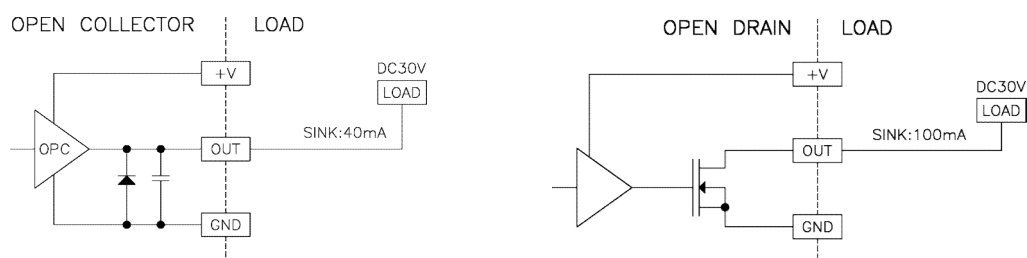 OPEN COLLECTOR
LOAD
+V
DC30V
LOAD
SINK:40mA
OPC
OUT
GND
OPEN DRAIN
LOAD
+V
DC30V
LOAD
SINK:100mA
OUT
GND